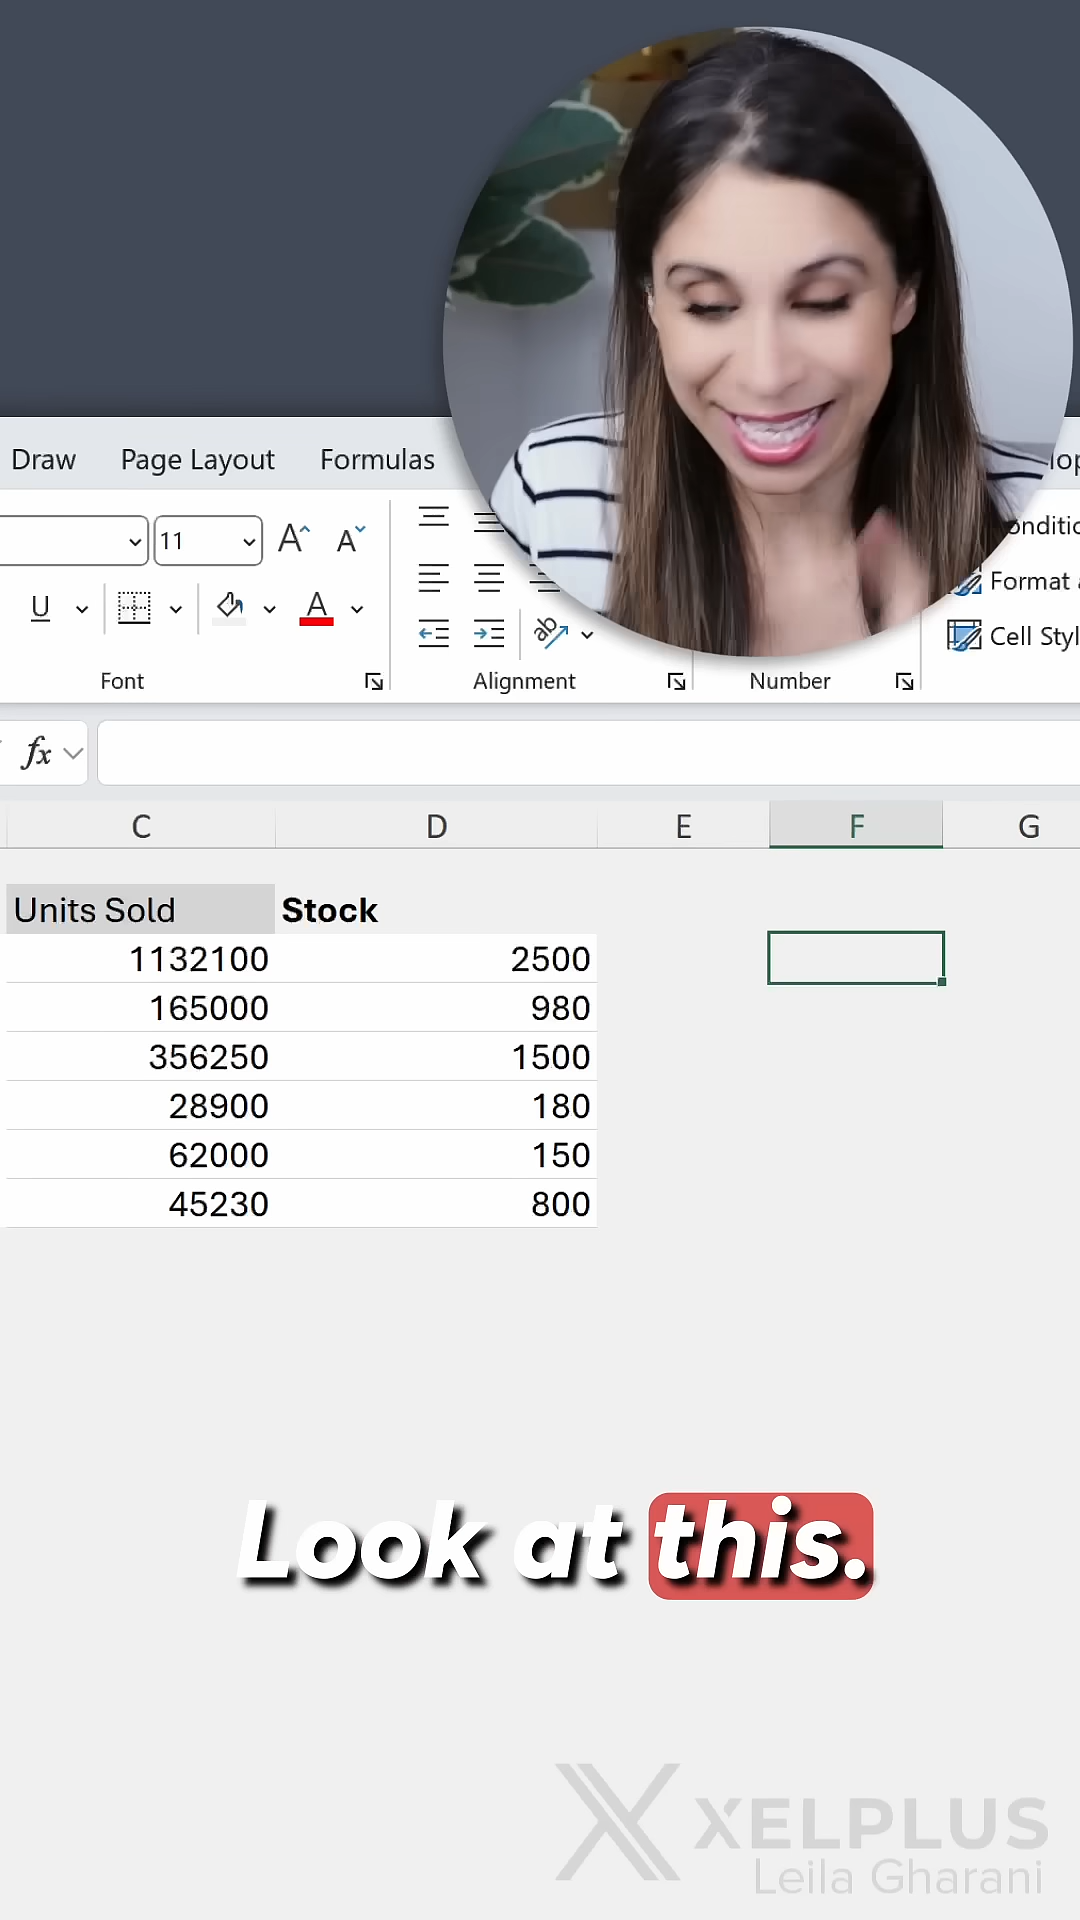 Draw Page Layout Formulas
11 A A
U A ab
Format
Cell Styl
Font Alignment Number
fx
C D E F G
Units Sold Stock
1132100 2500
165000 980
356250 1500
28900 180
62000 150
45230 800
Look at this.
XELPLUS
Leila Gharani